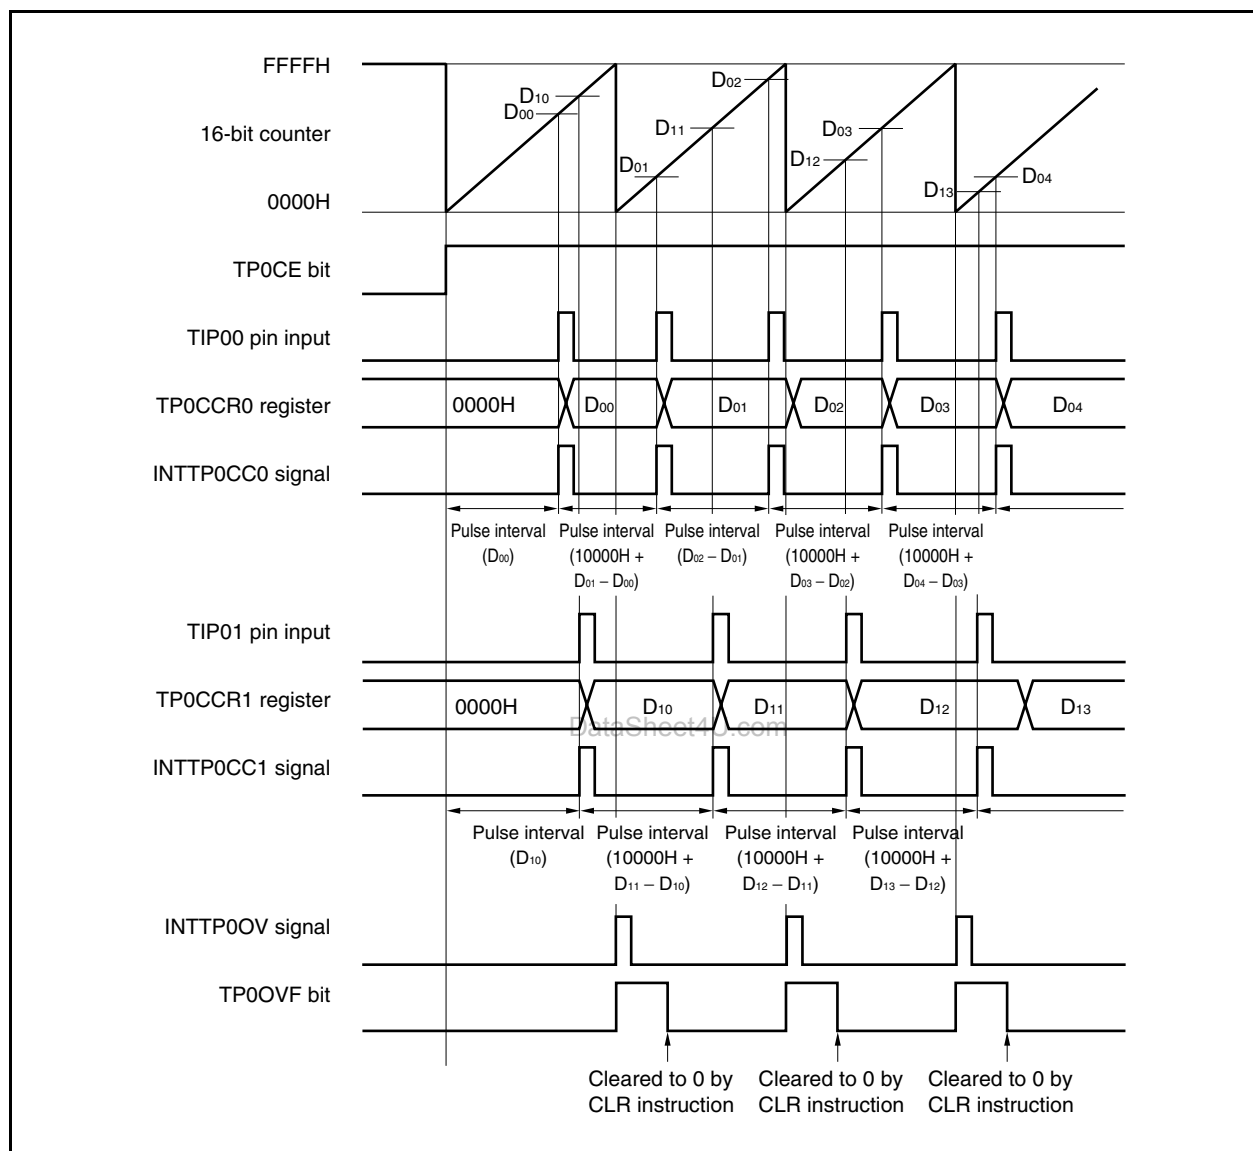 FFFFH
D10
D00
D02
16-bit counter
D11
D03
D01
D12
D13
D04
0000H
TP0CE bit
TIP00 pin input
TP0CCR0 register
0000H
D00
D01
D02
D03
D04
INTTP0CC0 signal
Pulse interval
(D00)
Pulse interval
(10000H +
D01 – D00)
Pulse interval
(D02 – D01)
Pulse interval
(10000H +
D03 – D02)
Pulse interval
(10000H +
D04 – D03)
TIP01 pin input
TP0CCR1 register
0000H
D10
D11
D12
D13
DataSheet4U.com
INTTP0CC1 signal
Pulse interval
(D10)
Pulse interval
(10000H +
D11 – D10)
Pulse interval
(10000H +
D12 – D11)
Pulse interval
(10000H +
D13 – D12)
INTTP0OV signal
TP0OVF bit
Cleared to 0 by
CLR instruction
Cleared to 0 by
CLR instruction
Cleared to 0 by
CLR instruction